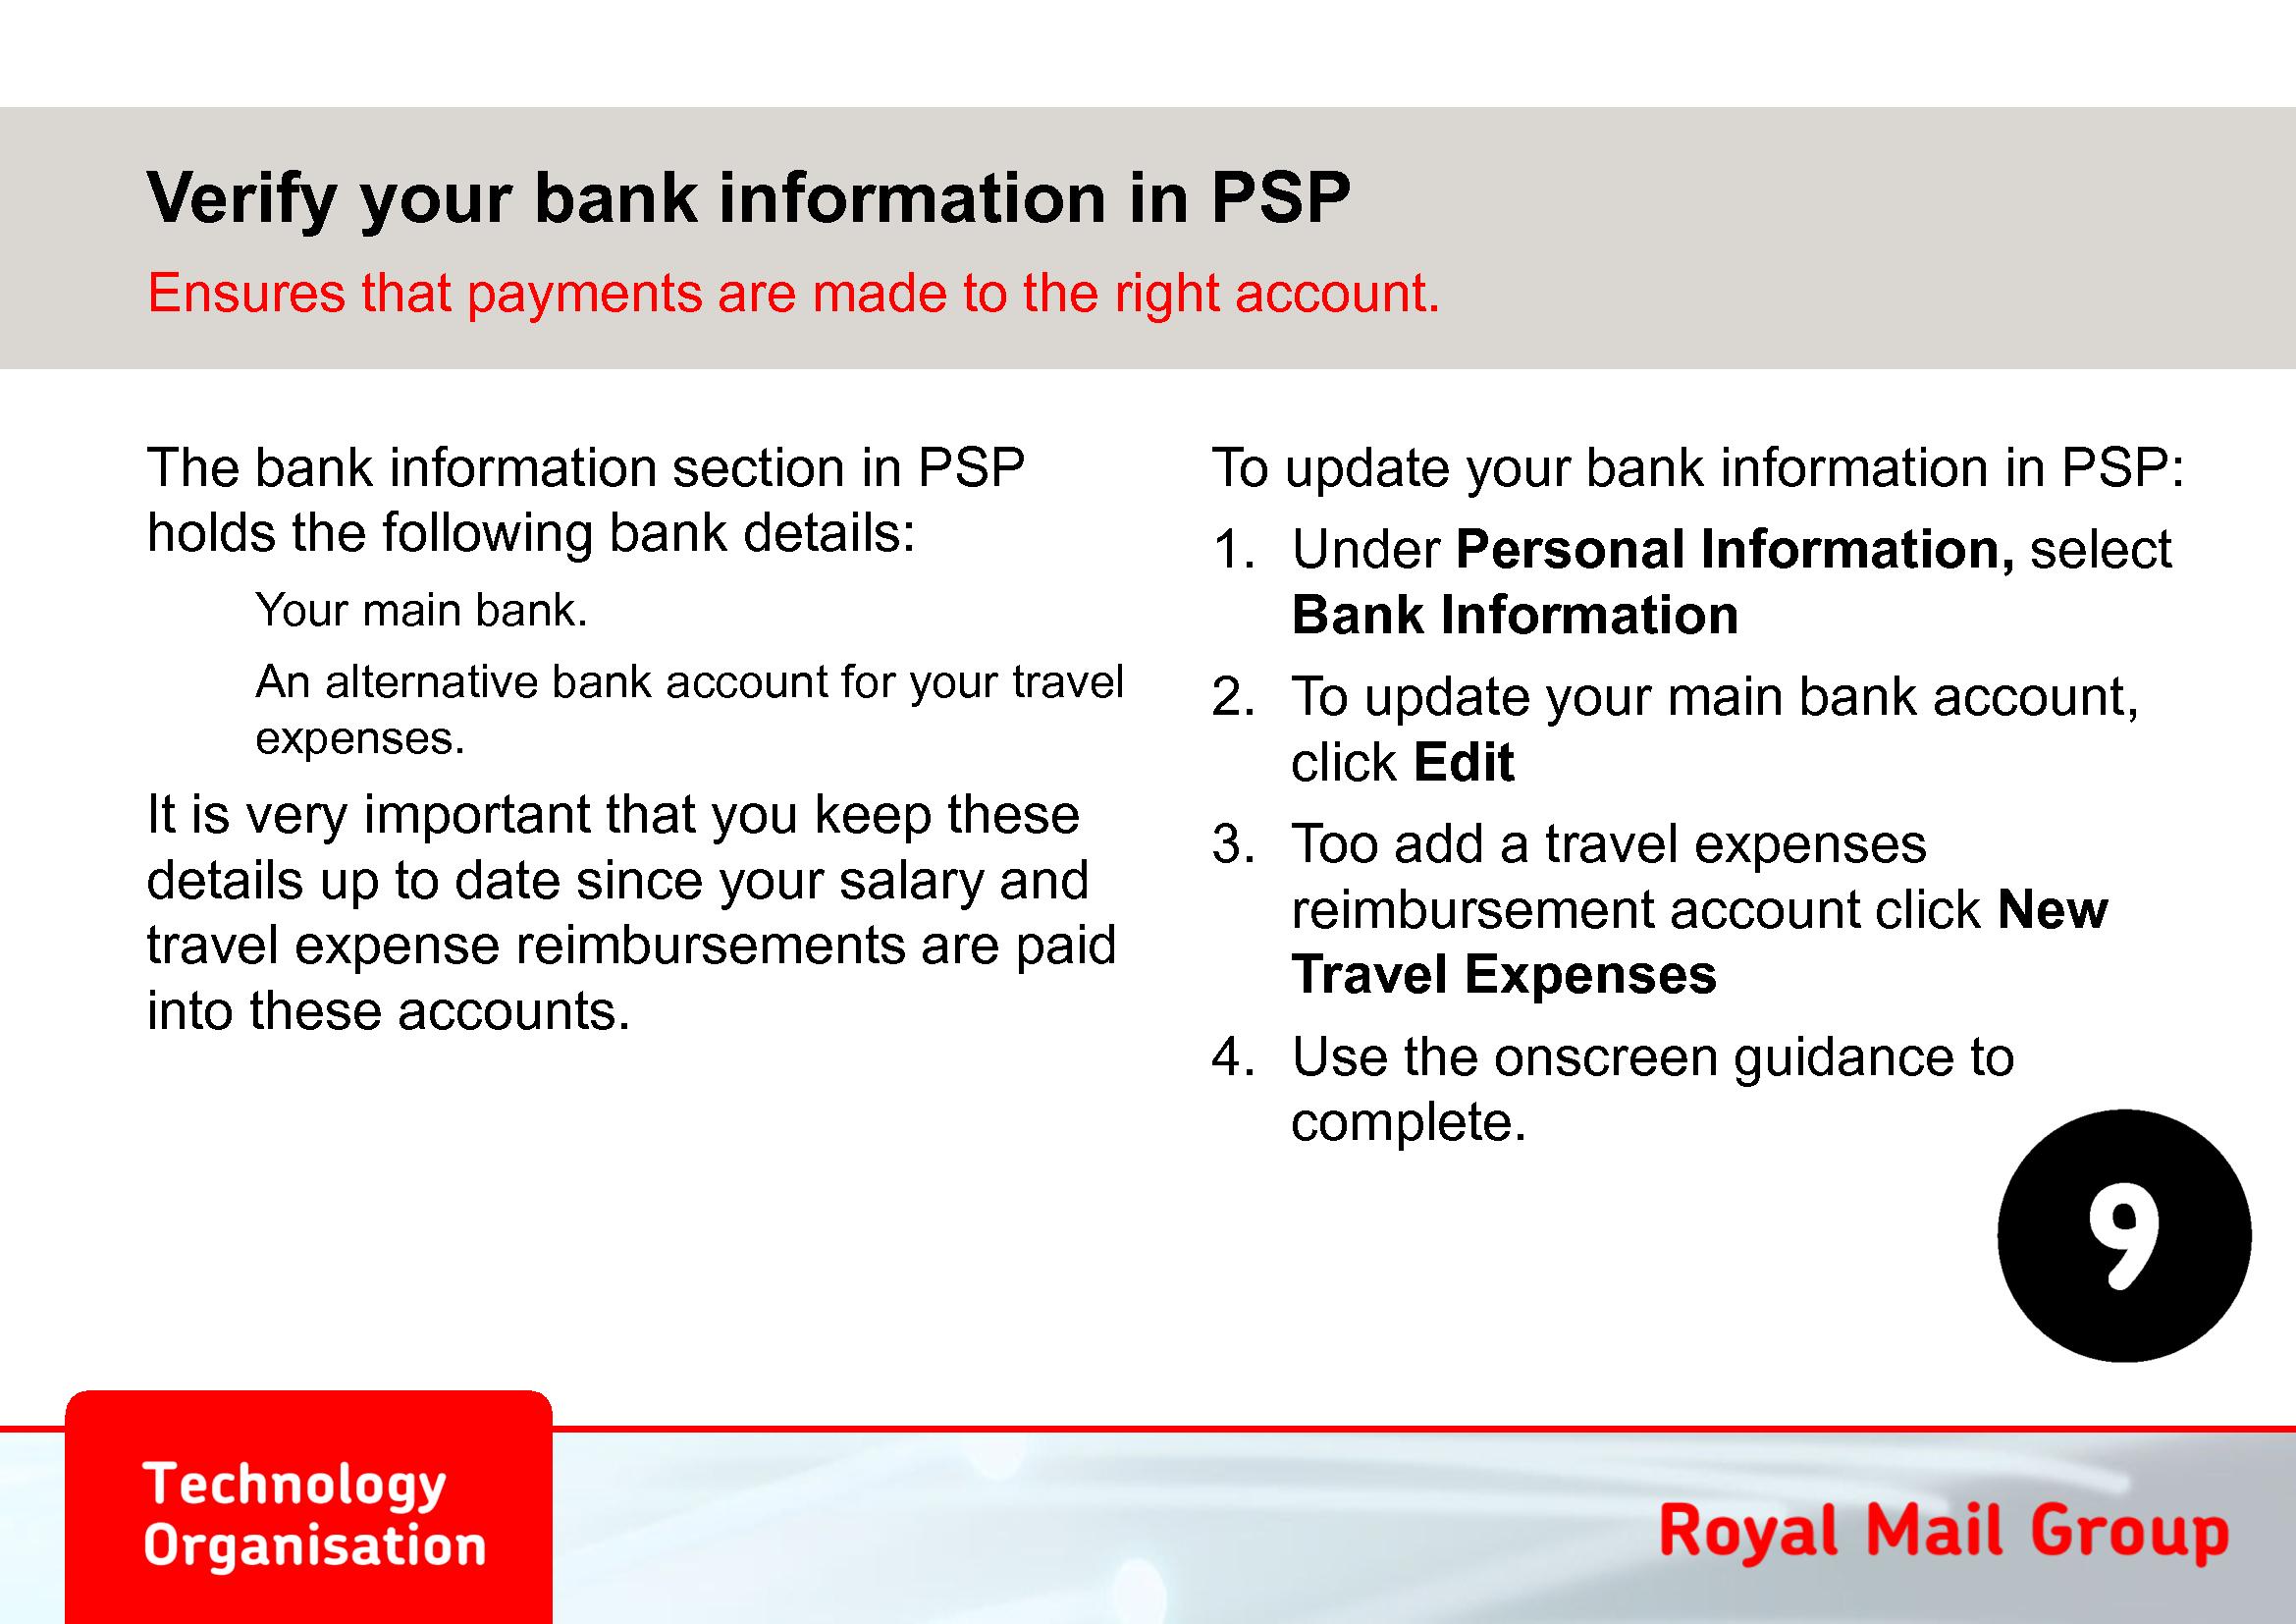 Verify your bank information in PSP
Ensures that payments are made to the right account.
The bank information section in PSP
holds the following bank details:
Your main bank.
An alternative bank account for your travel
expenses.
It is very important that you keep these
details up to date since your salary and
travel expense reimbursements are paid
into these accounts.
To update your bank information in PSP:
1. Under Personal Information, select
Bank Information
2. To update your main bank account,
click Edit
3. Too add a travel expenses
reimbursement account click New
Travel Expenses
4. Use the onscreen guidance to
complete.
9
Technology
Organisation
Royal Mail Group